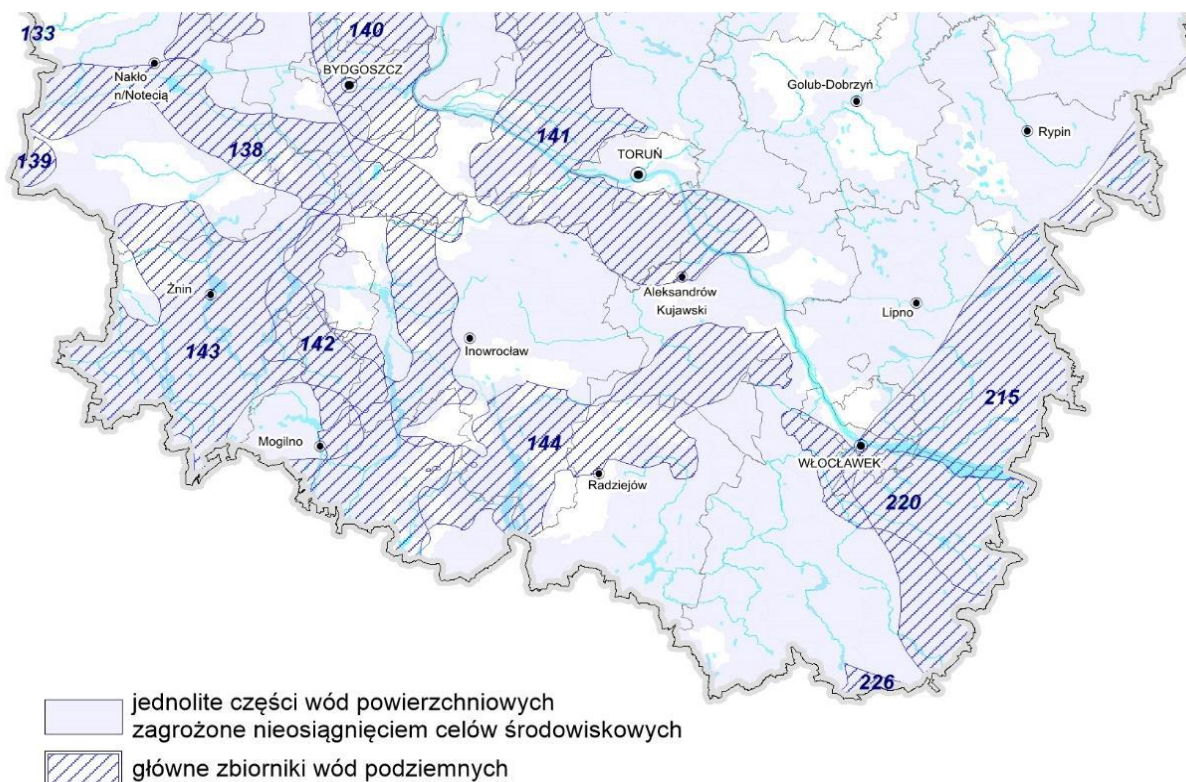 133
140
Nakło
n/Notecią
BYDGOSZCZ
Golub-Dobrzyń
141
Rypin
138
139
TORUŃ
Żnin
Aleksandrów
Kujawski
Lipno
142
143
Inowrocław
215
Mogilno
144
Radziejów
WŁOCŁAWEK
220
226
jednolite części wód powierzchniowych
zagrożone nieosiągnięciem celów środowiskowych
główne zbiorniki wód podziemnych